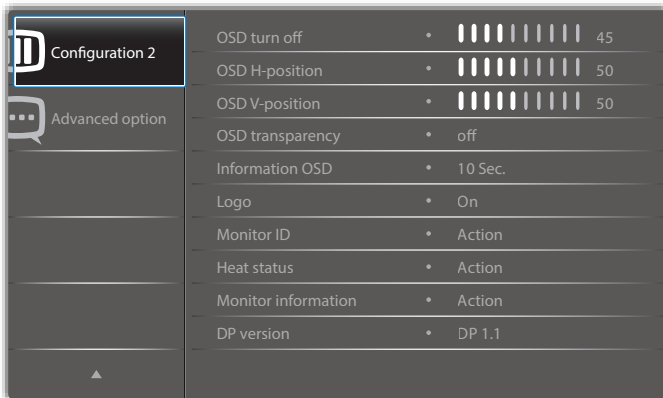 Configuration 2
Advanced option
OSD turn off • 45
OSD H-position • 50
OSD V-position • 50
OSD transparency • off
Information OSD • 10 Sec.
Logo • On
Monitor ID • Action
Heat status • Action
Monitor information • Action
DP version • DP 1.1